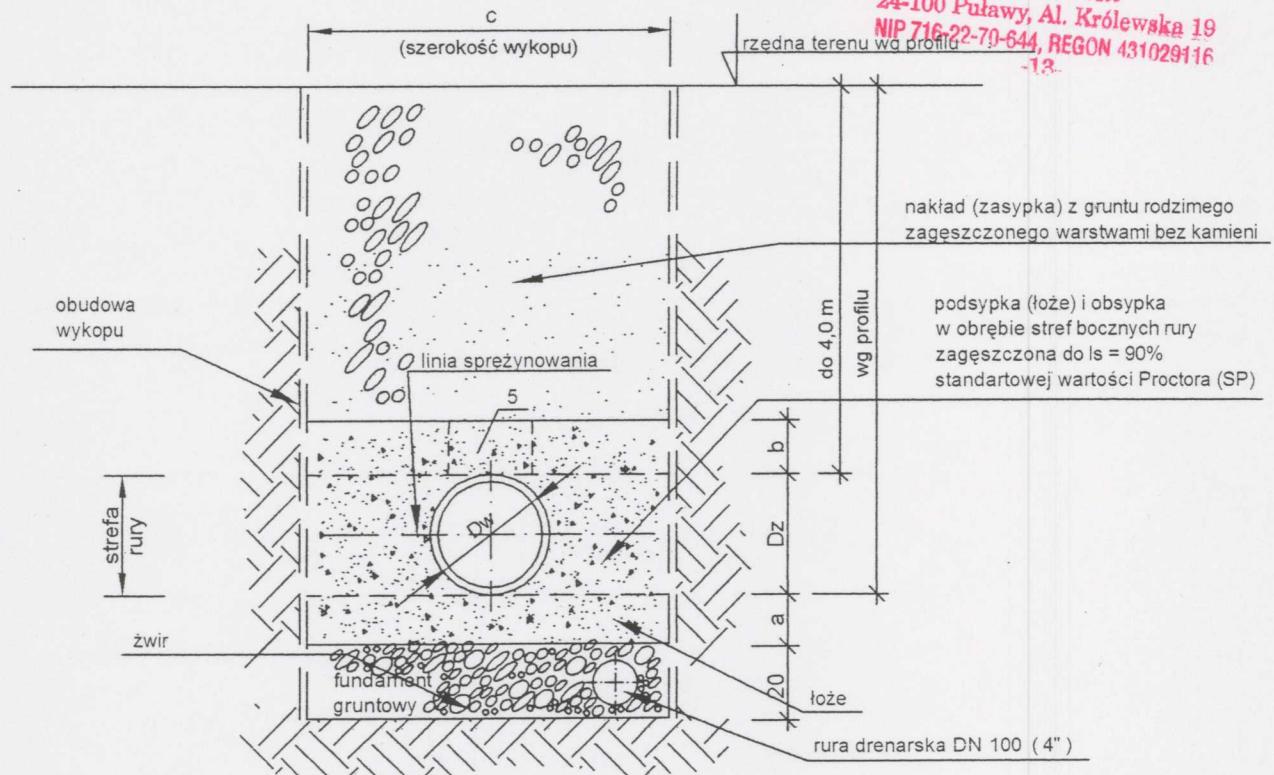 24-100 Puławy, Al. Królewska 19
NIP 716-22-70-644, REGON 431029116
-13-
c
(szerokość wykopu)
rzędna terenu wg profilu
nakład (zasypka) z gruntu rodzimego
zagęszczonego warstwami bez kamieni
obudowa
wykopu
do 4,0 m
wg profilu
podsypka (łoże) i obsypka
w obrębie stref bocznych rury
zagęszczona do Is = 90%
standartowej wartości Proctora (SP)
linia sprężynowania
5
b
strefa
rury
Dw
Dz
a
żwir
fundament
gruntowy
20
łoże
rura drenarska DN 100 ( 4" )